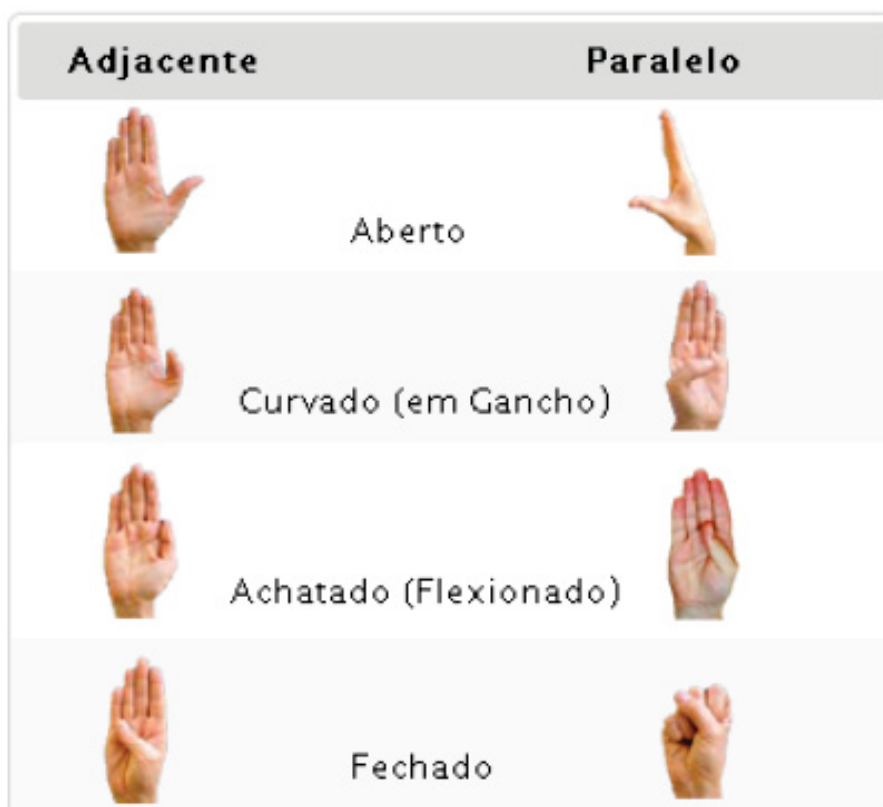 Adjacente Paralelo
Aberto
Curvado (em Gancho)
Achatado (Flexionado)
Fechado